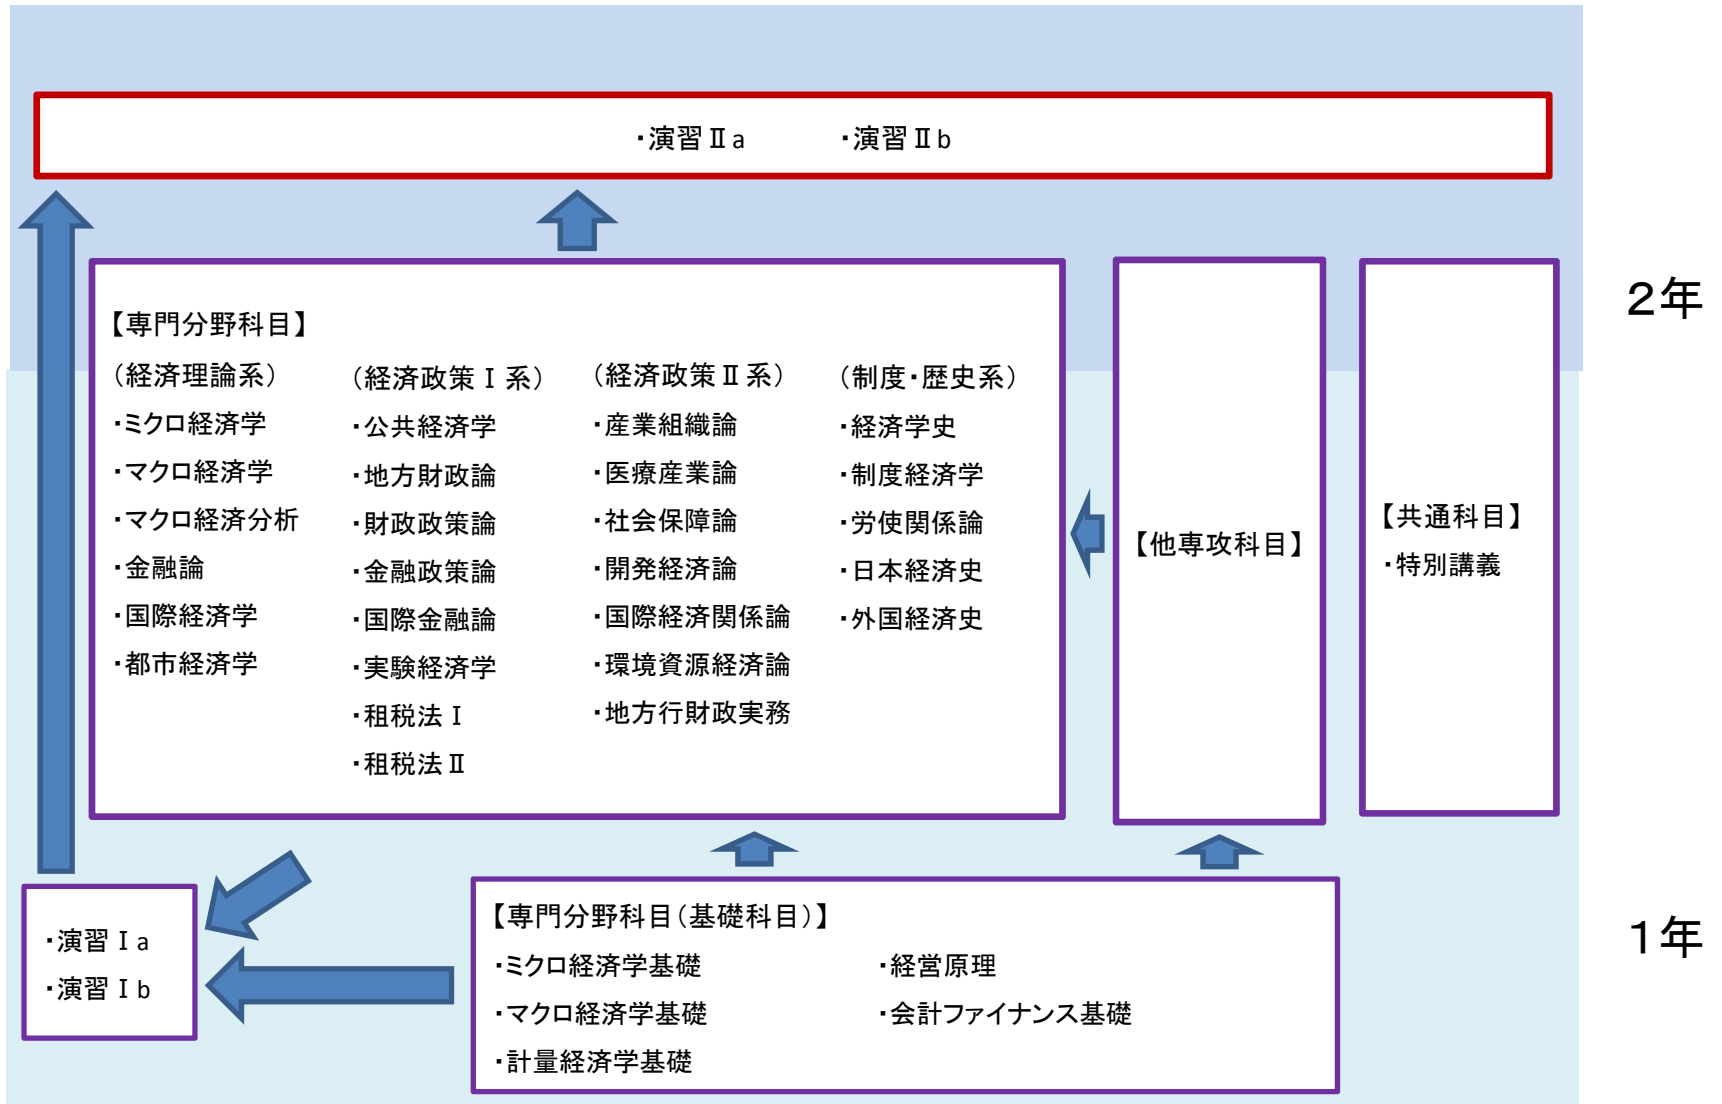 ・演習Ⅱa　・演習Ⅱb
2年
【専門分野科目】
（経済理論系）
・ミクロ経済学
・マクロ経済学
・マクロ経済分析
・金融論
・国際経済学
・都市経済学
（経済政策Ⅰ系）
・公共経済学
・地方財政論
・財政政策論
・金融政策論
・国際金融論
・実験経済学
・租税法Ⅰ
・租税法Ⅱ
（経済政策Ⅱ系）
・産業組織論
・医療産業論
・社会保障論
・開発経済論
・国際経済関係論
・環境資源経済論
・地方行財政実務
（制度・歴史系）
・経済学史
・制度経済学
・労使関係論
・日本経済史
・外国経済史
【他専攻科目】
【共通科目】
・特別講義
・演習Ⅰa
・演習Ⅰb
【専門分野科目（基礎科目）】
・ミクロ経済学基礎
・マクロ経済学基礎
・計量経済学基礎
・経営原理
・会計ファイナンス基礎
1年